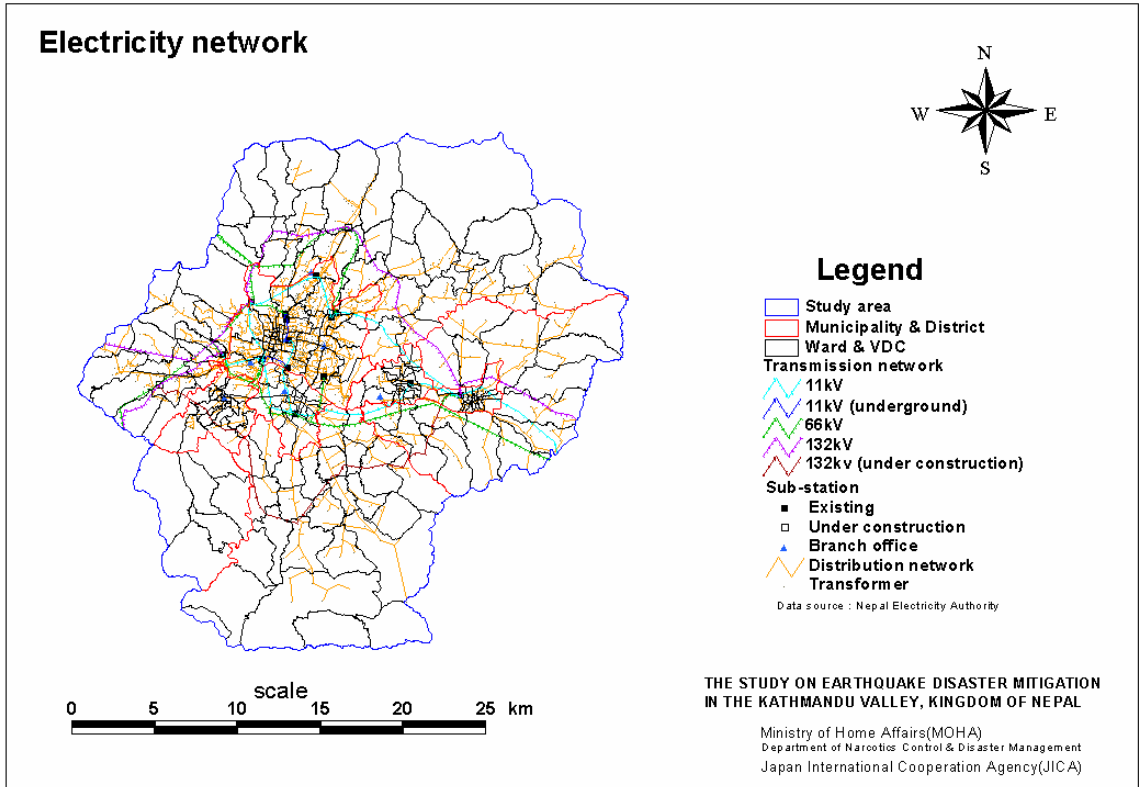 Electricity network
N
W
E
S
Legend
Study area
Municipality & District
Ward & VDC
Transmission network
11kV
11kV (underground)
66kV
132kV
132kv (under construction)
Sub-station
Existing
Under construction
Branch office
Distribution network
Transformer
Data source : Nepal Electricity Authority
scale
0 5 10 15 20 25 km
THE STUDY ON EARTHQUAKE DISASTER MITIGATION
IN THE KATHMANDU VALLEY, KINGDOM OF NEPAL
Ministry of Home Affairs(MOHA)
Department of Narcotics Control & Disaster Management
Japan International Cooperation Agency(JICA)